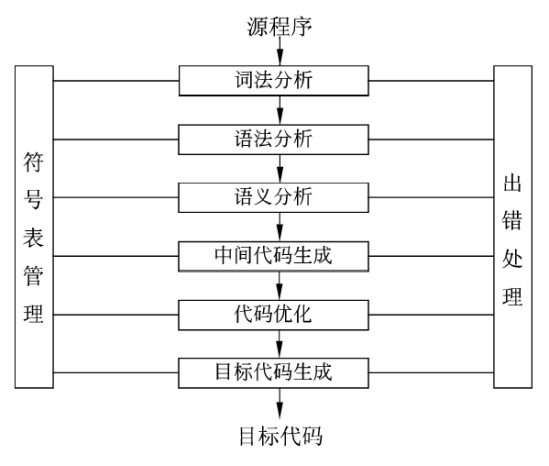 源程序
词法分析
语法分析
语义分析
中间代码生成
代码优化
目标代码生成
目标代码
符号表管理
出错处理